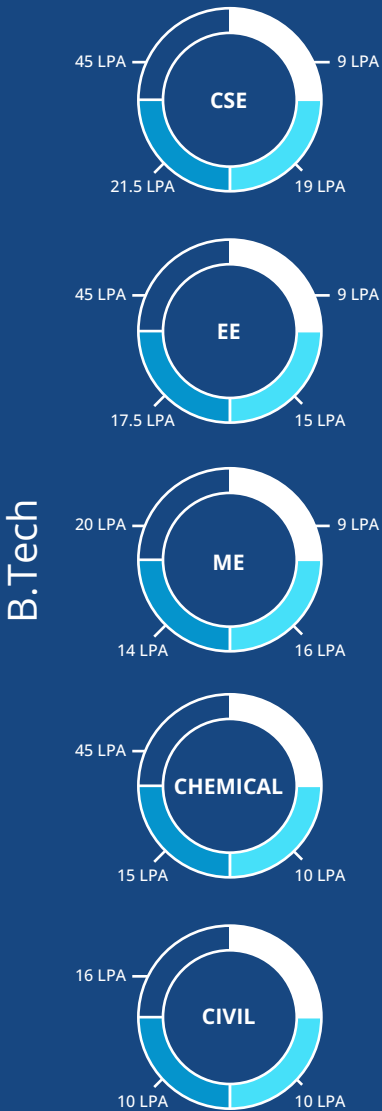 45 LPA
9 LPA
CSE
21.5 LPA
19 LPA
45 LPA
9 LPA
EE
17.5 LPA
15 LPA
B.Tech
20 LPA
9 LPA
ME
14 LPA
16 LPA
45 LPA
CHEMICAL
15 LPA
10 LPA
16 LPA
CIVIL
10 LPA
10 LPA